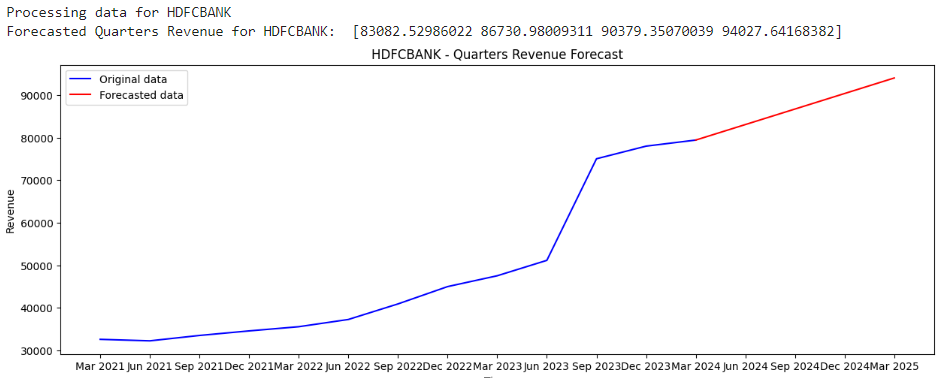 Processing data for HDFCBANK
Forecasted Quarters Revenue for HDFCBANK:  [83082.52986022 86730.98009311 90379.35070039 94027.64168382]
HDFCBANK - Quarters Revenue Forecast
Original data
Forecasted data
90000
80000
70000
60000
50000
40000
30000
Revenue
Mar 2021 Jun 2021 Sep 2021 Dec 2021 Mar 2022 Jun 2022 Sep 2022 Dec 2022 Mar 2023 Jun 2023 Sep 2023 Dec 2023 Mar 2024 Jun 2024 Sep 2024 Dec 2024 Mar 2025